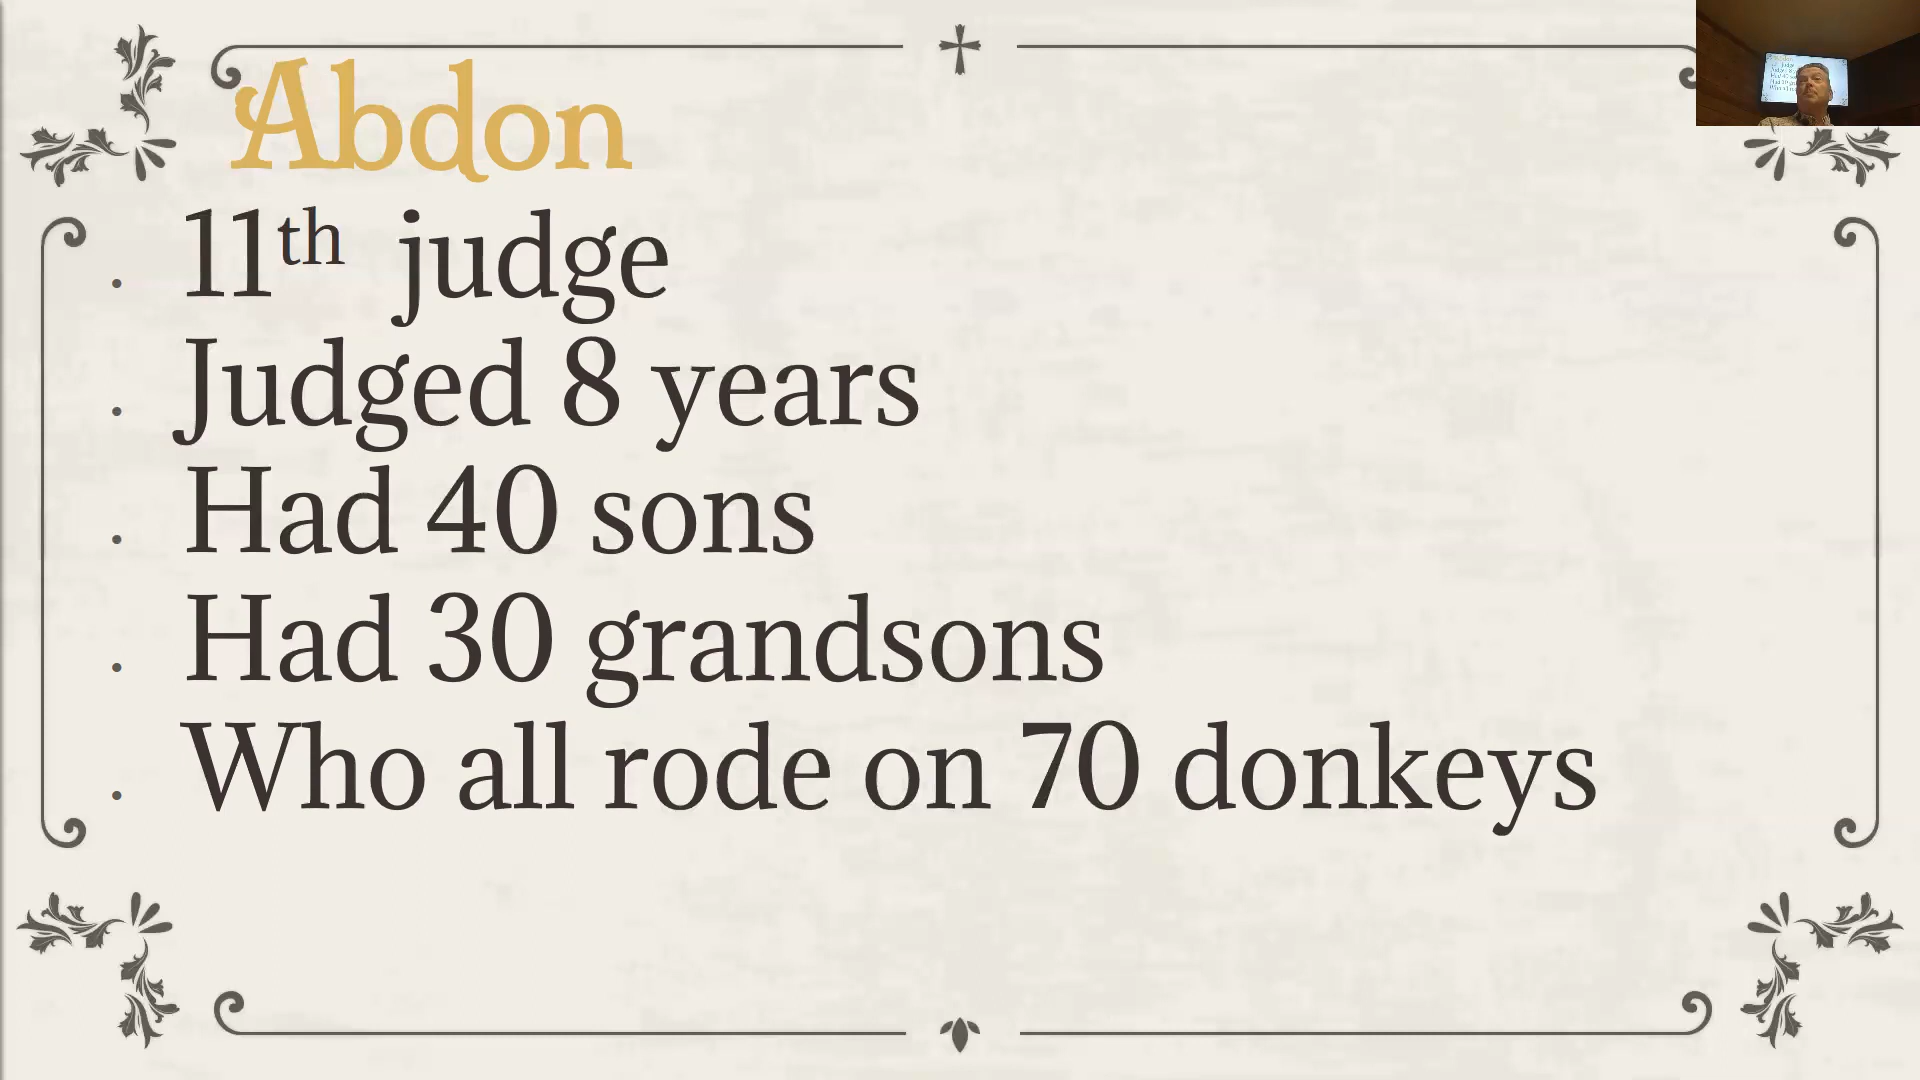 Abdon
11th judge
Judged 8 years
Had 40 sons
Had 30 grandsons
Who all rode on 70 donkeys